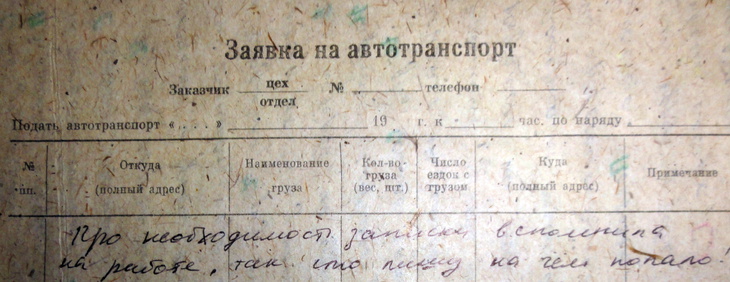 Заявка на автотранспорт
Заказчик цех № телефон
отдел
Подать автотранспорт «. . . . » 19 г. к час. по наряду
№ пп. Откуда (полный адрес) Наименование груза Кол-во груза (вес, шт.) Число ездок с грузом Куда (полный адрес) Примечание
Про необходимость записки вспомнила
на работе, так что пишу на чем попало!